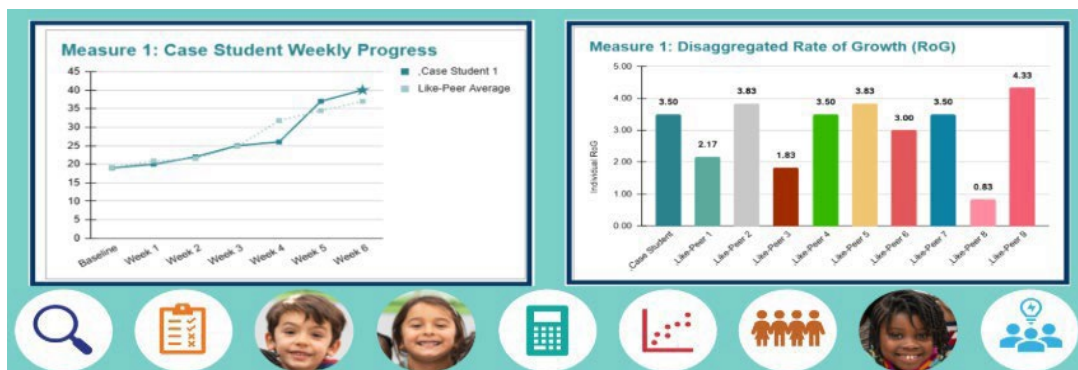 Measure 1: Case Student Weekly Progress
45
40
35
30
25
20
15
10
5
0
Baseline
Week 1
Week 2
Week 3
Week 4
Week 5
Week 6
,Case Student 1
Like-Peer Average
Measure 1: Disaggregated Rate of Growth (RoG)
Individual RoG
5.00
4.00
3.00
2.00
1.00
0.00
3.50
2.17
3.83
1.83
3.50
3.83
3.00
3.50
0.83
4.33
,Case Student
,Like-Peer 1
,Like-Peer 2
,Like-Peer 3
,Like-Peer 4
,Like-Peer 5
,Like-Peer 6
,Like-Peer 7
,Like-Peer 8
,Like-Peer 9